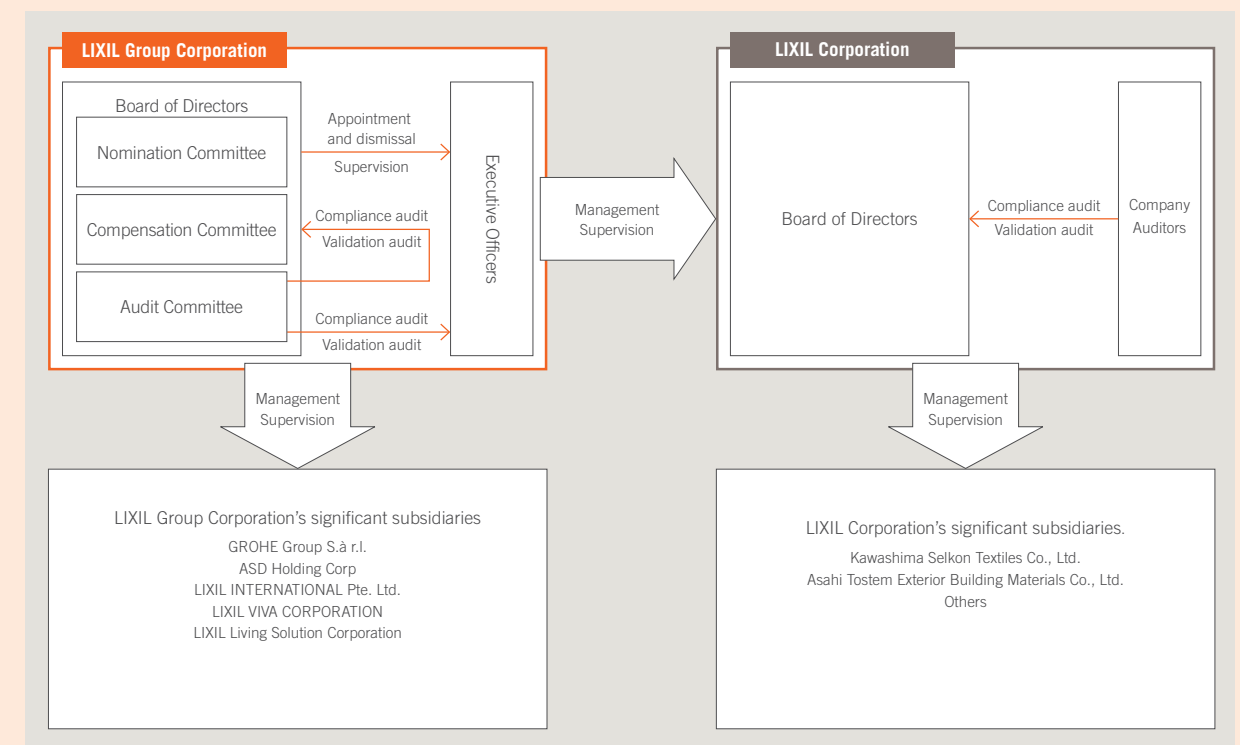 LIXIL Group Corporation
Board of Directors
Nomination Committee
Compensation Committee
Audit Committee
Appointment
and dismissal
Supervision
Compliance audit
Validation audit
Compliance audit
Validation audit
Executive Officers
Management
Supervision
LIXIL Corporation
Board of Directors
Compliance audit
Validation audit
Company
Auditors
Management
Supervision
Management
Supervision
LIXIL Group Corporation’s significant subsidiaries
GROHE Group S.à r.l.
ASD Holding Corp
LIXIL INTERNATIONAL Pte. Ltd.
LIXIL VIVA CORPORATION
LIXIL Living Solution Corporation
LIXIL Corporation’s significant subsidiaries.
Kawashima Selkon Textiles Co., Ltd.
Asahi Tostem Exterior Building Materials Co., Ltd.
Others